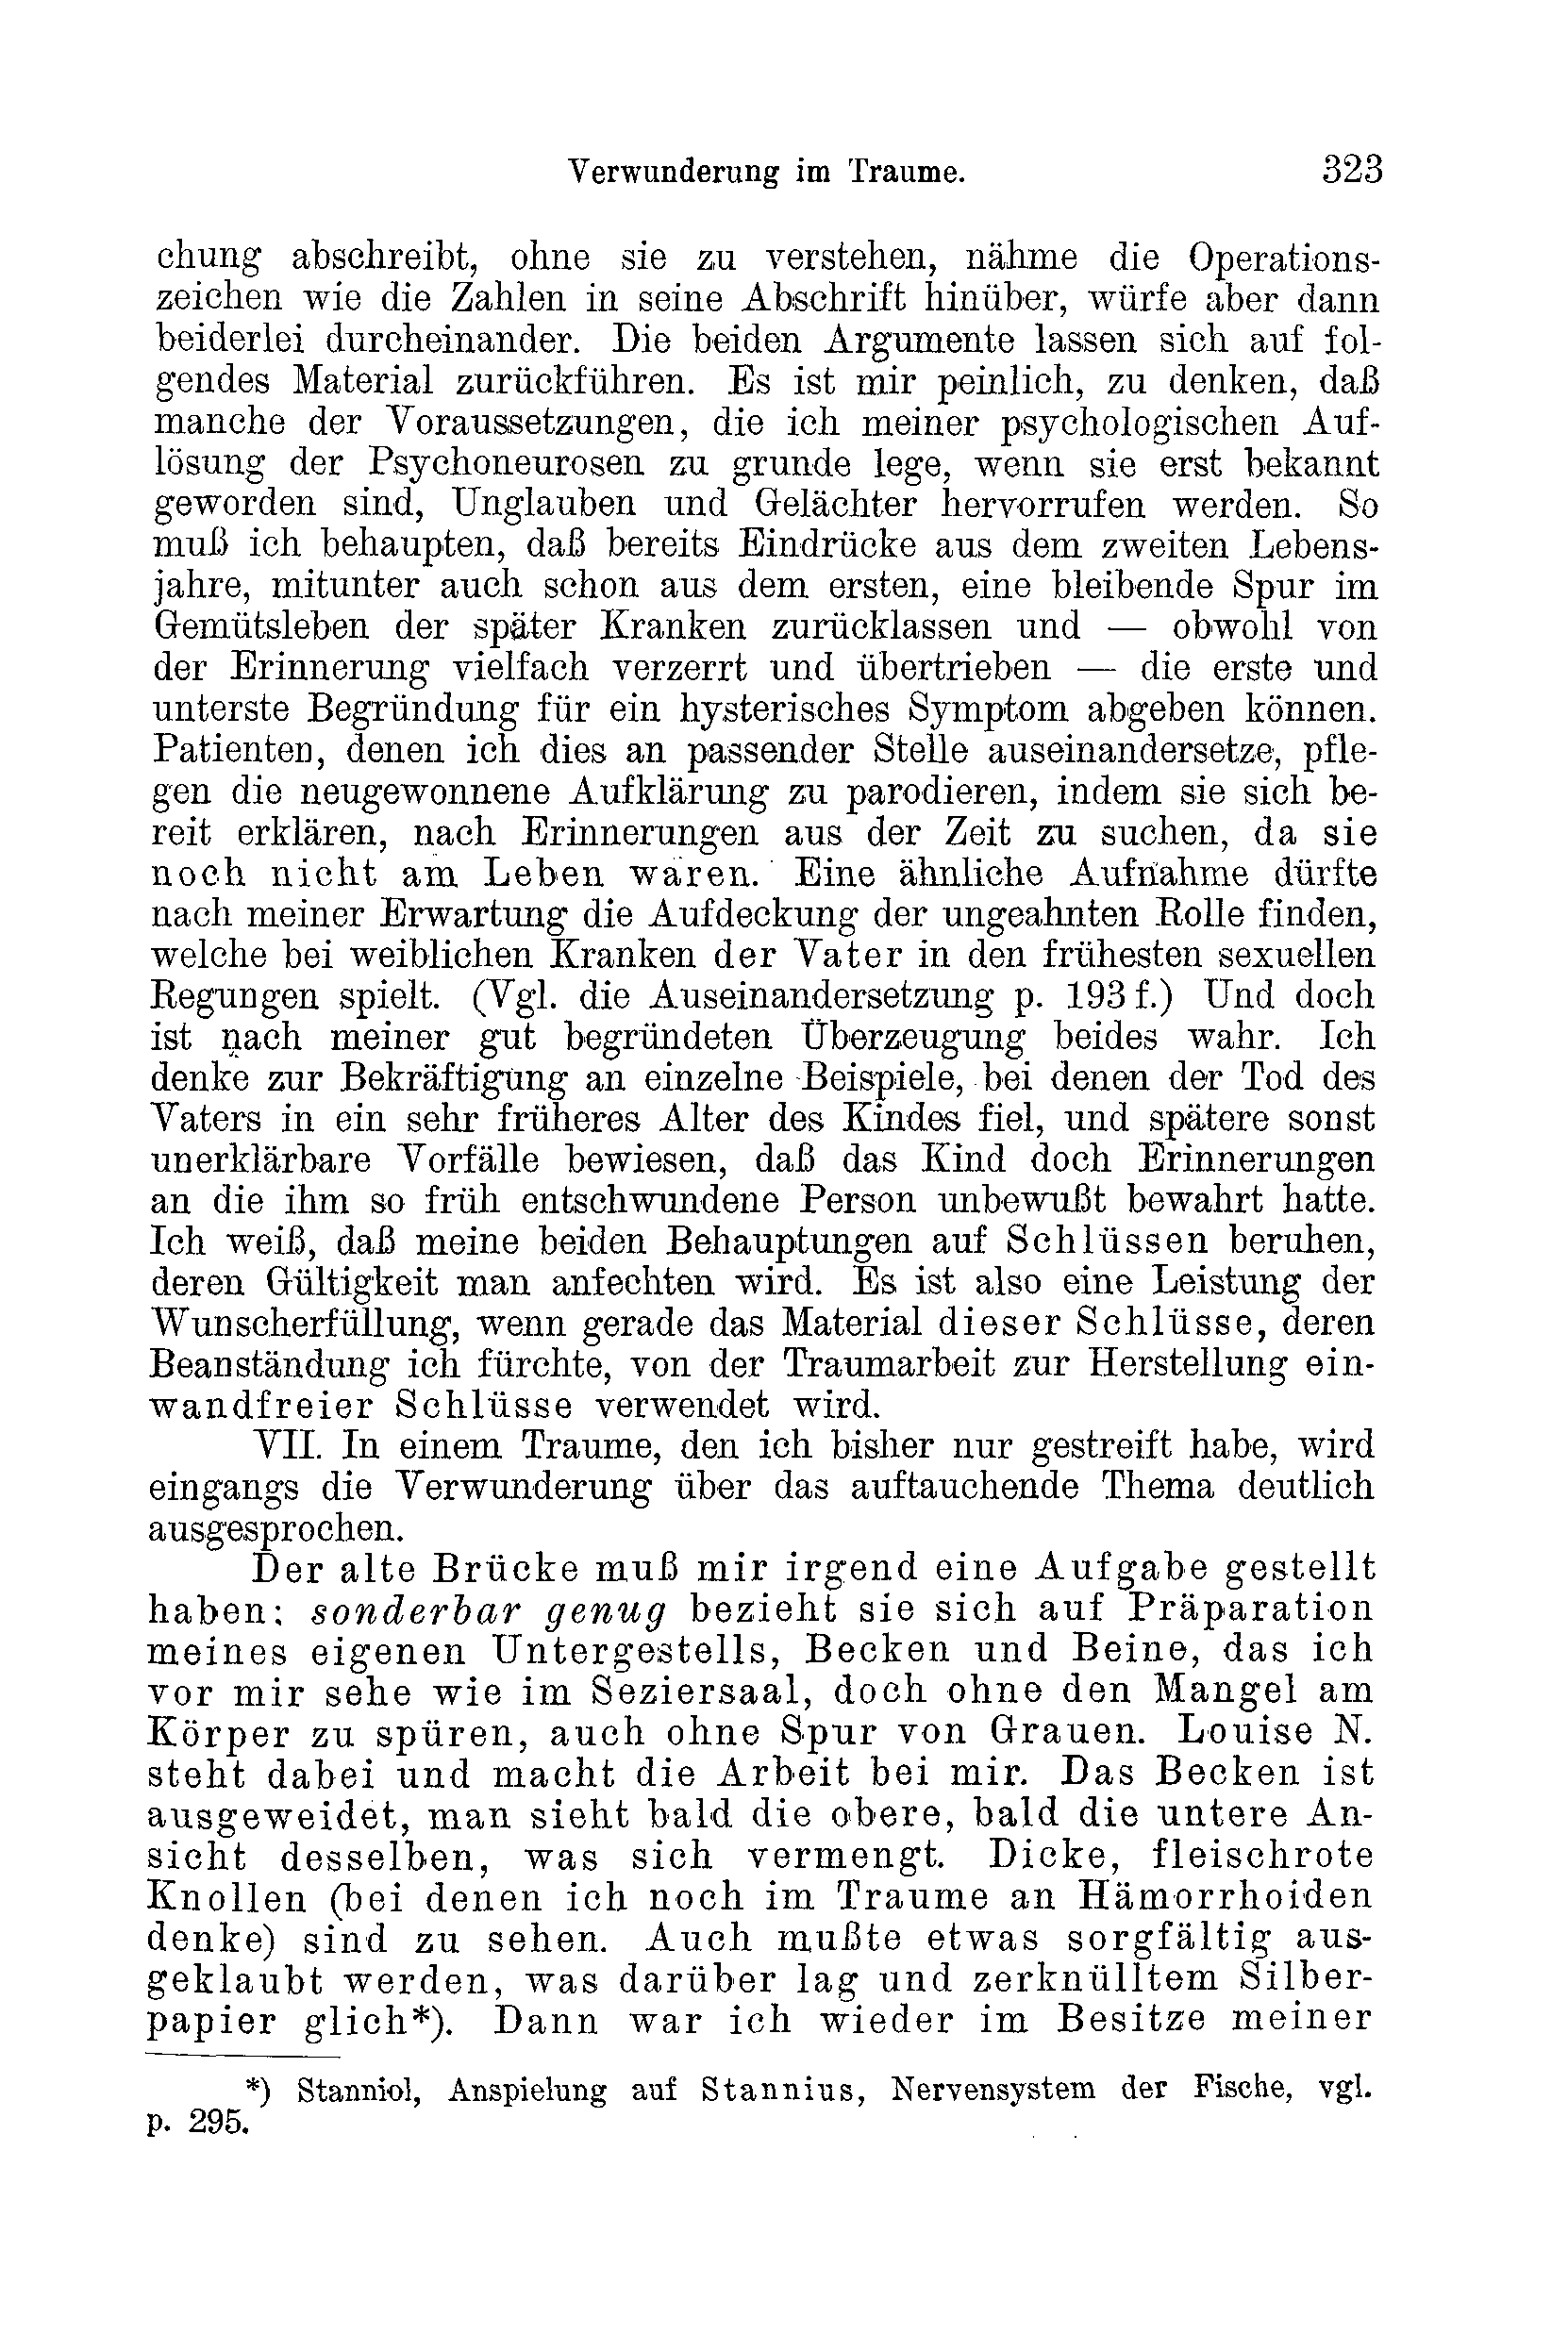 Verwunderung im Traume. 323
chung abschreibt, ohne sie zu verstehen, nähme die Operations-
zeichen wie die Zahlen in seine Abschrift hinüber, würfe aber dann
beiderlei durcheinander. Die beiden Argumente lassen sich auf fol-
gendes Material zurückführen. Es ist mir peinlich, zu denken, daß
manche der Voraussetzungen, die ich meiner psychologischen Auf-
lösung der Psychoneurosen zu grunde lege, wenn sie erst bekannt
geworden sind, Unglauben und Gelächter hervorrufen werden. So
muß ich behaupten, daß bereits Eindrücke aus dem zweiten Lebens-
jahre, mitunter auch schon aus dem ersten, eine bleibende Spur im
Gemütsleben der später Kranken zurücklassen und — obwohl von
der Erinnerung vielfach verzerrt und übertrieben — die erste und
unterste Begründung für ein hysterisches Symptom abgeben können.
Patienten, denen ich dies an passender Stelle auseinandersetze, pfle-
gen die neugewonnene Aufklärung zu parodieren, indem sie sich be-
reit erklären, nach Erinnerungen aus der Zeit zu suchen, da sie
noch nicht am Leben waren. Eine ähnliche Aufnahme dürfte
nach meiner Erwartung die Aufdeckung der ungeahnten Rolle finden,
welche bei weiblichen Kranken der Vater in den frühesten sexuellen
Regungen spielt. (Vgl. die Auseinandersetzung p. 193 f.) Und doch
ist nach meiner gut begründeten Überzeugung beides wahr. Ich
denke zur Bekräftigung an einzelne Beispiele, bei denen der Tod des
Vaters in ein sehr früheres Alter des Kindes fiel, und spätere sonst
unerklärbare Vorfälle bewiesen, daß das Kind doch Erinnerungen
an die ihm so früh entschwundene Person unbewußt bewahrt hatte.
Ich weiß, daß meine beiden Behauptungen auf Schlüssen beruhen,
deren Gültigkeit man anfechten wird. Es ist also eine Leistung der
Wunscherfüllung, wenn gerade das Material dieser Schlüsse, deren
Beanständung ich fürchte, von der Traumarbeit zur Herstellung ein-
wandfreier Schlüsse verwendet wird.
VII. In einem Traume, den ich bisher nur gestreift habe, wird
eingangs die Verwunderung über das auftauchende Thema deutlich
ausgesprochen.
Der alte Brücke muß mir irgend eine Aufgabe gestellt
haben; sonderbar genug bezieht sie sich auf Präparation
meines eigenen Untergestells, Becken und Beine, das ich
vor mir sehe wie im Seziersaal, doch ohne den Mangel am
Körper zu spüren, auch ohne Spur von Grauen. Louise N.
steht dabei und macht die Arbeit bei mir. Das Becken ist
ausgeweidet, man sieht bald die obere, bald die untere An-
sicht desselben, was sich vermengt. Dicke, fleischrote
Knollen (bei denen ich noch im Traume an Hämorrhoiden
denke) sind zu sehen. Auch mußte etwas sorgfältig aus-
geklaubt werden, was darüber lag und zerknülltem Silber-
papier glich*). Dann war ich wieder im Besitze meiner
*) Stanniol, Anspielung auf Stannius, Nervensystem der Fische, vgl.
p. 295.